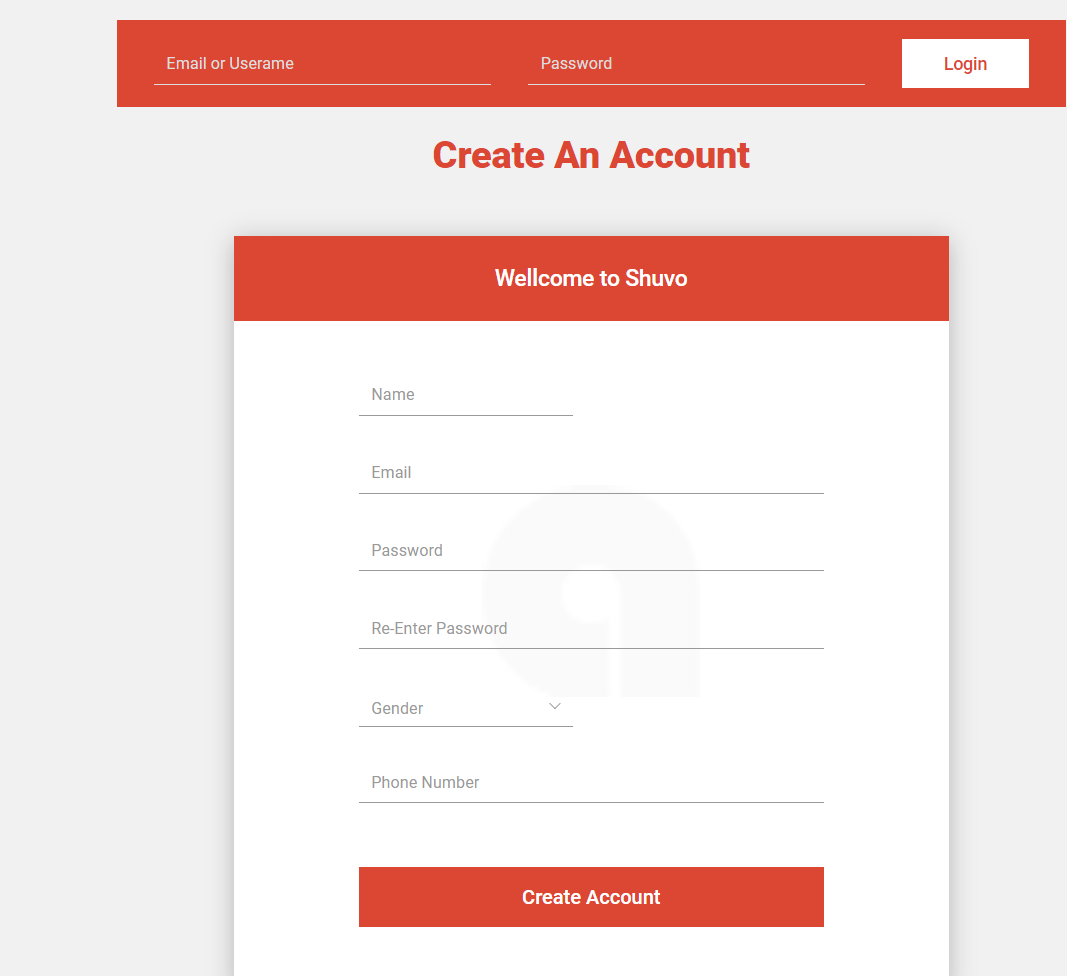 Email or Userame
Password
Login
Create An Account
Wellcome to Shuvo
Name
Email
Password
Re-Enter Password
Gender
Phone Number
Create Account